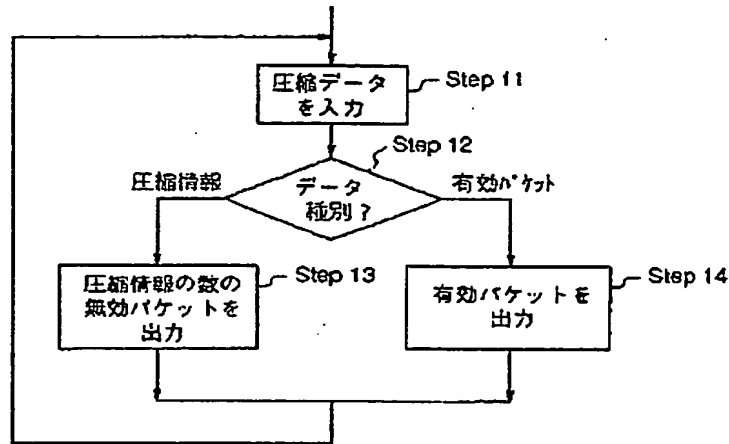 圧縮データ
を入力
Step 11
Step 12
データ
種別?
圧縮情報
有効パケット
圧縮情報の数の
無効パケットを
出力
Step 13
有効パケットを
出力
Step 14